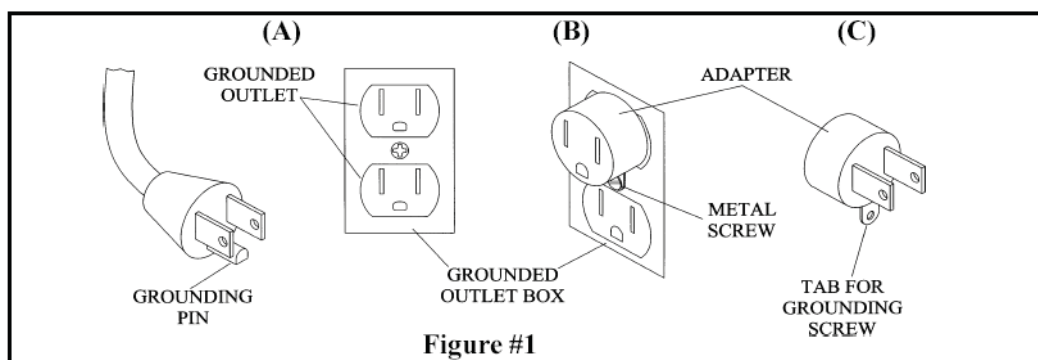 (A)
(B)
(C)
GROUNDED
OUTLET
ADAPTER
METAL
SCREW
GROUNDING
PIN
GROUNDED
OUTLET BOX
TAB FOR
GROUNDING
SCREW
Figure #1